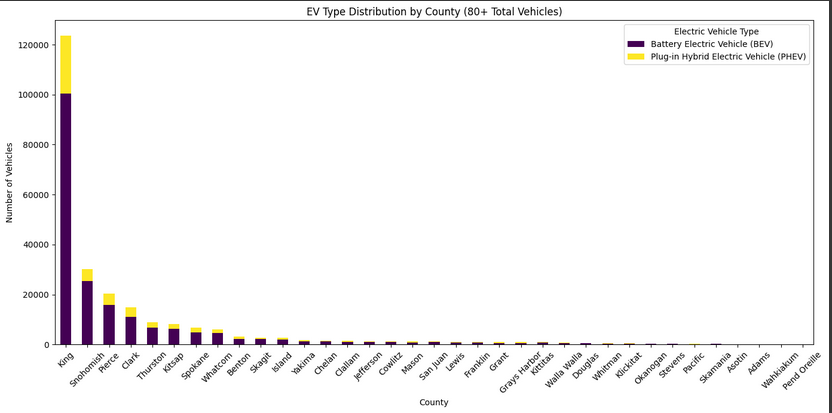 EV Type Distribution by County (80+ Total Vehicles)
Electric Vehicle Type
Battery Electric Vehicle (BEV)
Plug-in Hybrid Electric Vehicle (PHEV)
120000
100000
80000
60000
40000
20000
0
Number of Vehicles
King
Snohomish
Pierce
Clark
Thurston
Kitsap
Spokane
Whatcom
Benton
Skagit
Island
Yakima
Chelan
Clallam
Jefferson
Cowlitz
Mason
San Juan
Lewis
Franklin
Grant
Grays Harbor
Kittitas
Walla Walla
Douglas
Whitman
Klickitat
Okanogan
Stevens
Pacific
Skamania
Asotin
Adams
Wahkiakum
Pend Oreille
County